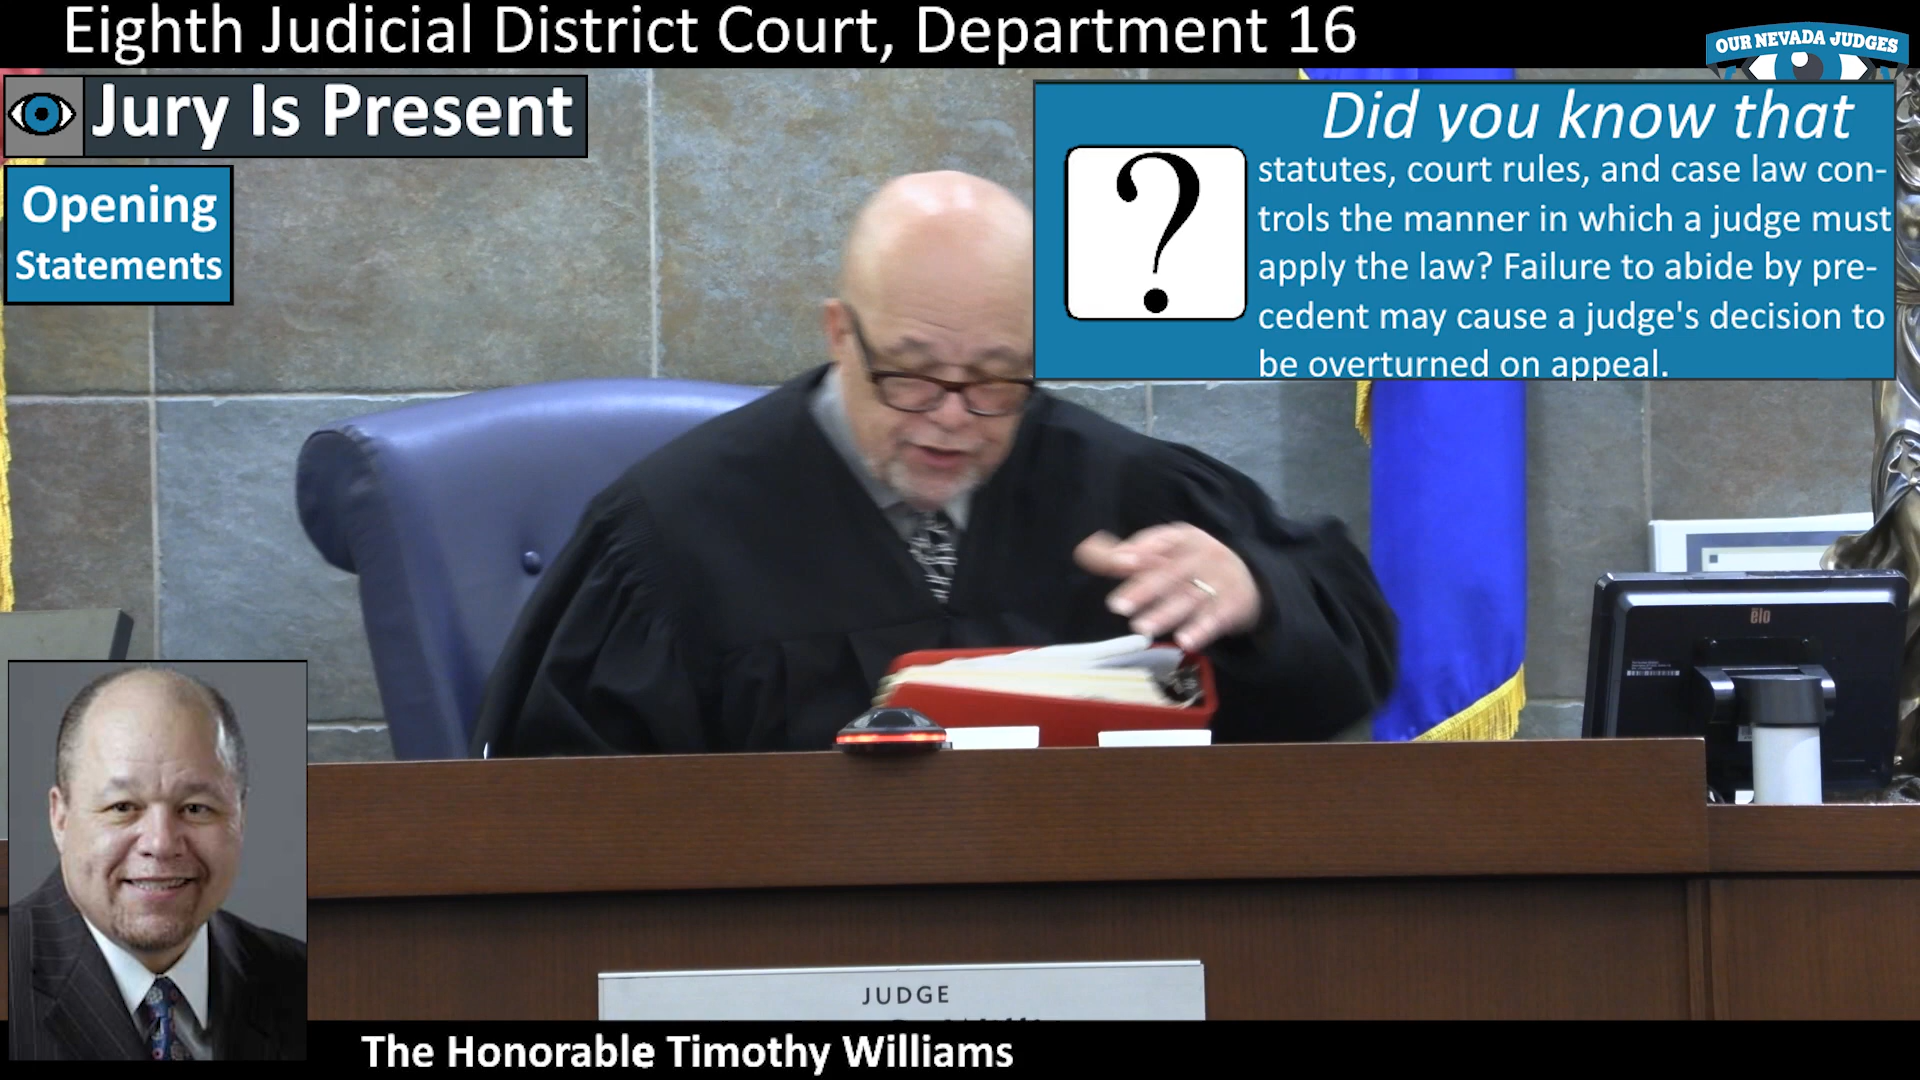 Eighth Judicial District Court, Department 16
OUR NEVADA JUDGES
Jury Is Present
Opening
Statements
Did you know that
?
statutes, court rules, and case law con-
trols the manner in which a judge must
apply the law? Failure to abide by pre-
cedent may cause a judge's decision to
be overturned on appeal.
elo
JUDGE
The Honorable Timothy Williams